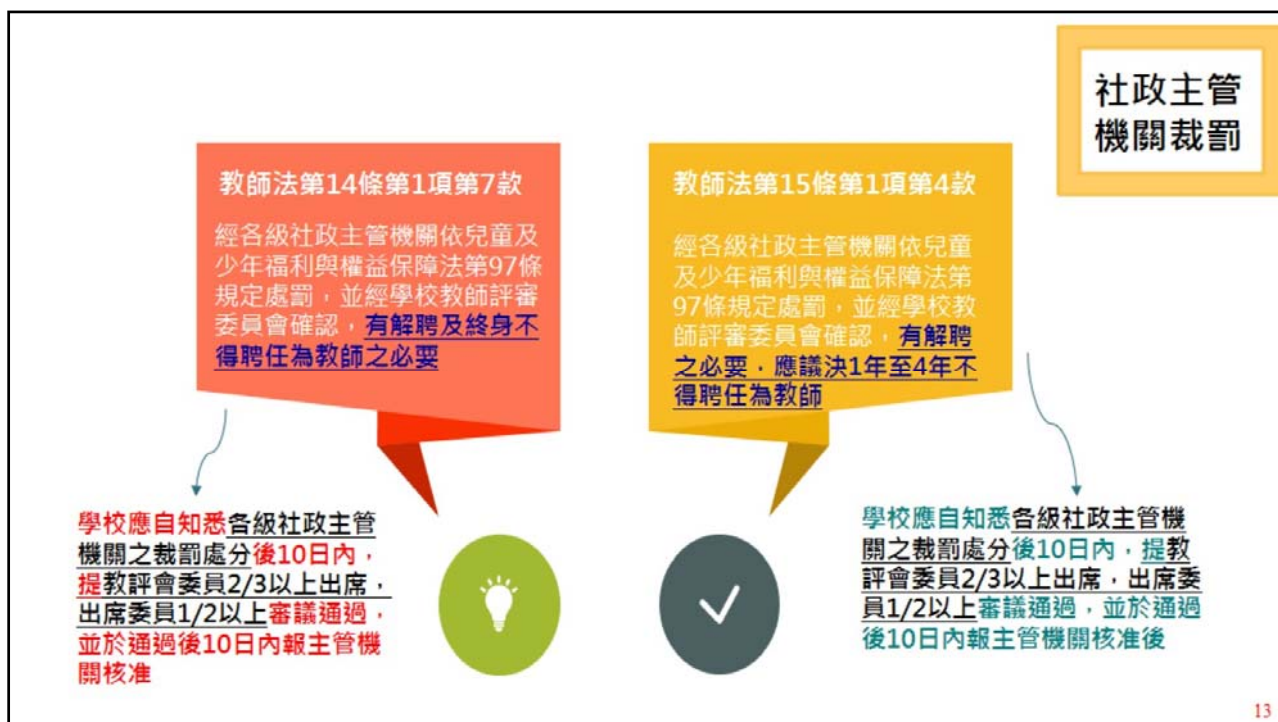 社政主管
機關裁罰
教師法第14條第1項第7款
經各級社政主管機關依兒童及
少年福利與權益保障法第97條
規定處罰，並經學校教師評審
委員會確認，有解聘及終身不
得聘任為教師之必要
教師法第15條第1項第4款
經各級社政主管機關依兒童
及少年福利與權益保障法第
97條規定處罰，並經學校教
師評審委員會確認，有解聘
之必要，應議決1年至4年不
得聘任為教師
學校應自知悉各級社政主管
機關之裁罰處分後10日內，
提教評會委員2/3以上出席，
出席委員1/2以上審議通過，
並於通過後10日內報主管機
關核准
學校應自知悉各級社政主管機
關之裁罰處分後10日內，提教
評會委員2/3以上出席，出席委
員1/2以上審議通過，並於通過
後10日內報主管機關核准後
13